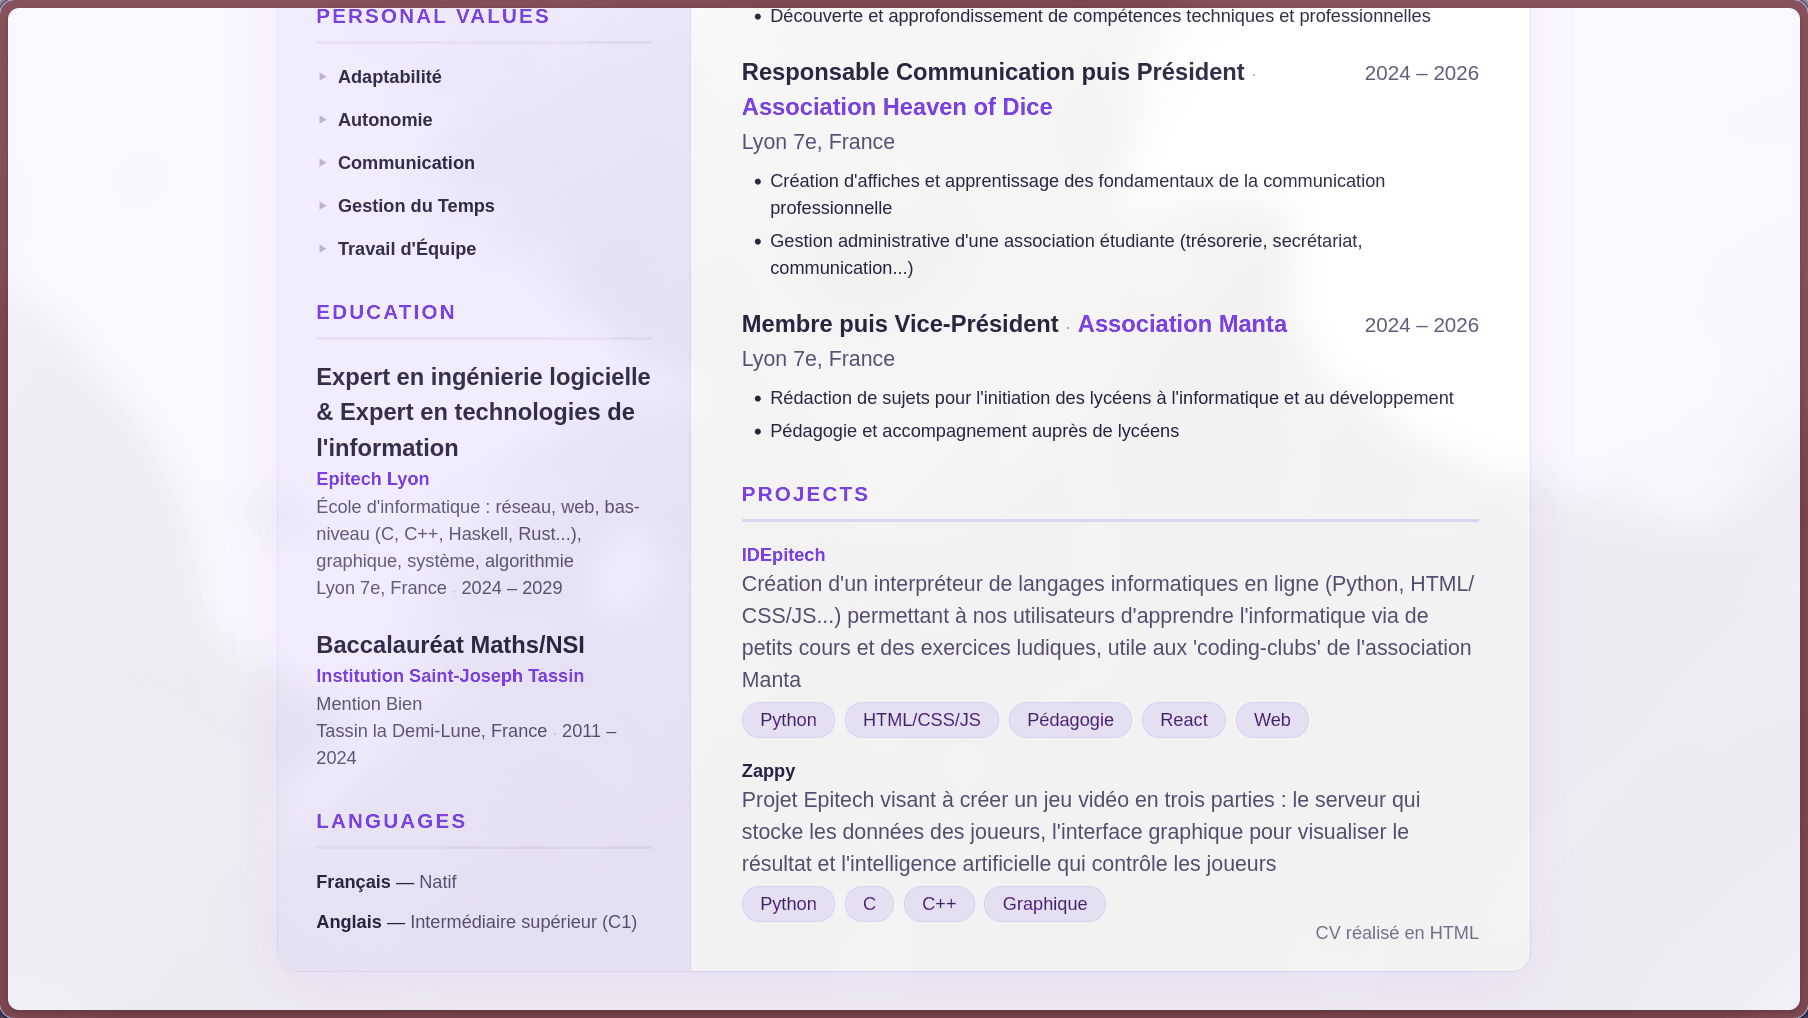 PERSONAL VALUES
Adaptabilité
Autonomie
Communication
Gestion du Temps
Travail d'Équipe
EDUCATION
Expert en ingénierie logicielle
& Expert en technologies de
l'information
Epitech Lyon
École d'informatique : réseau, web, bas-
niveau (C, C++, Haskell, Rust...),
graphique, système, algorithmie
Lyon 7e, France · 2024 – 2029
Baccalauréat Maths/NSI
Institution Saint-Joseph Tassin
Mention Bien
Tassin la Demi-Lune, France · 2011 –
2024
LANGUAGES
Français — Natif
Anglais — Intermédiaire supérieur (C1)
• Découverte et approfondissement de compétences techniques et professionnelles
Responsable Communication puis Président · 2024 – 2026
Association Heaven of Dice
Lyon 7e, France
• Création d'affiches et apprentissage des fondamentaux de la communication
professionnelle
• Gestion administrative d'une association étudiante (trésorerie, secrétariat,
communication...)
Membre puis Vice-Président · Association Manta 2024 – 2026
Lyon 7e, France
• Rédaction de sujets pour l'initiation des lycéens à l'informatique et au développement
• Pédagogie et accompagnement auprès de lycéens
PROJECTS
IDEpitech
Création d'un interpréteur de langages informatiques en ligne (Python, HTML/
CSS/JS...) permettant à nos utilisateurs d'apprendre l'informatique via de
petits cours et des exercices ludiques, utile aux 'coding-clubs' de l'association
Manta
Python HTML/CSS/JS Pédagogie React Web
Zappy
Projet Epitech visant à créer un jeu vidéo en trois parties : le serveur qui
stocke les données des joueurs, l'interface graphique pour visualiser le
résultat et l'intelligence artificielle qui contrôle les joueurs
Python C C++ Graphique
CV réalisé en HTML